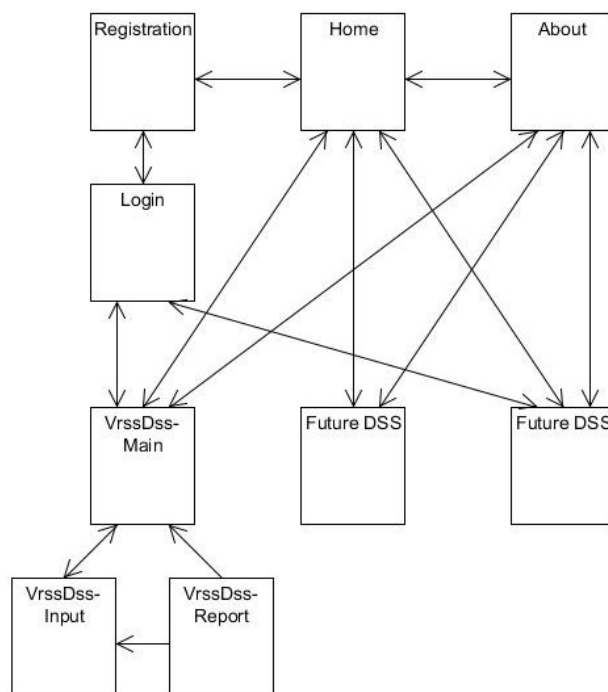 Registration
Home
About
Login
VrssDss-
Main
Future DSS
Future DSS
VrssDss-
Input
VrssDss-
Report